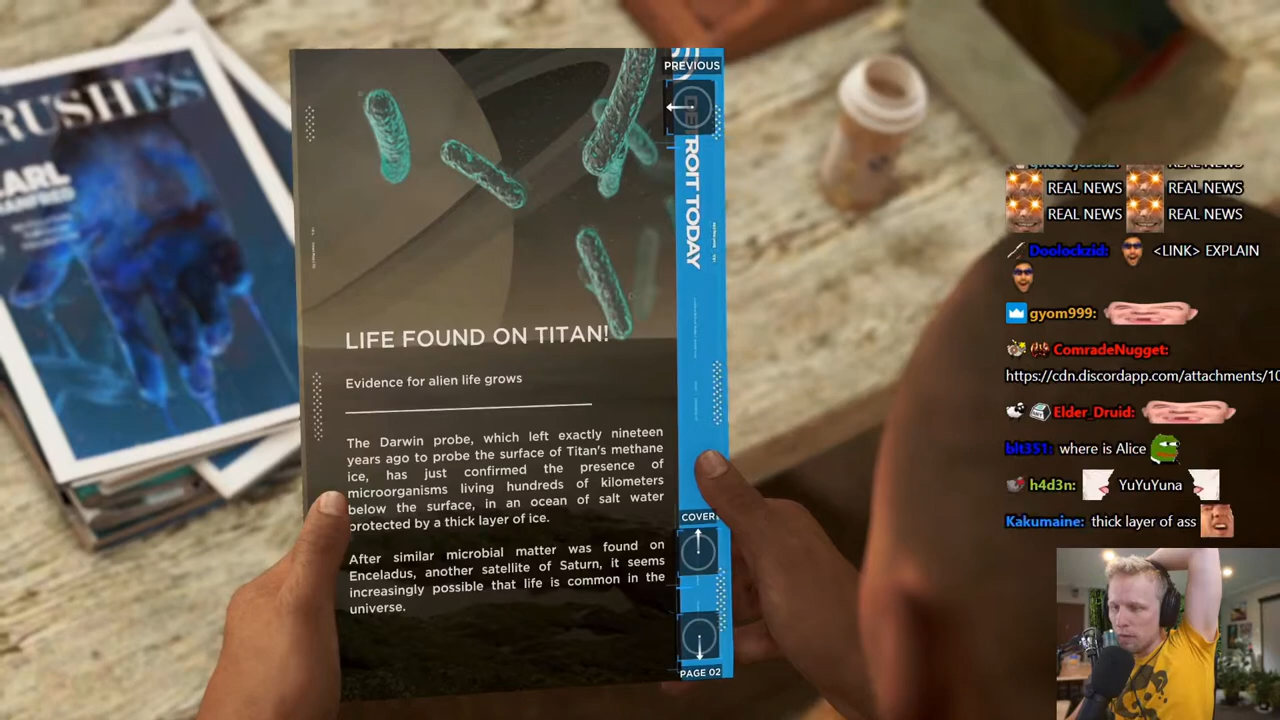 RUSHES
PREVIOUS
DETROIT TODAY
LIFE FOUND ON TITAN!
Evidence for alien life grows
The Darwin probe, which left exactly nineteen
years ago to probe the surface of Titan's methane
ice, has just confirmed the presence of
microorganisms living hundreds of kilometers
below the surface, in an ocean of salt water
protected by a thick layer of ice.
After similar microbial matter was found on
Enceladus, another satellite of Saturn, it seems
increasingly possible that life is common in the
universe.
COVER
PAGE 02
REAL NEWS REAL NEWS
REAL NEWS REAL NEWS
REAL NEWS REAL NEWS
Doolockzid: <LINK> EXPLAIN
gyom999:
ComradeNugget:
https://cdn.discordapp.com/attachments/10
Elder_Druid:
blt351: where is Alice
h4d3n: YuYuYuna
Kakumaine: thick layer of ass